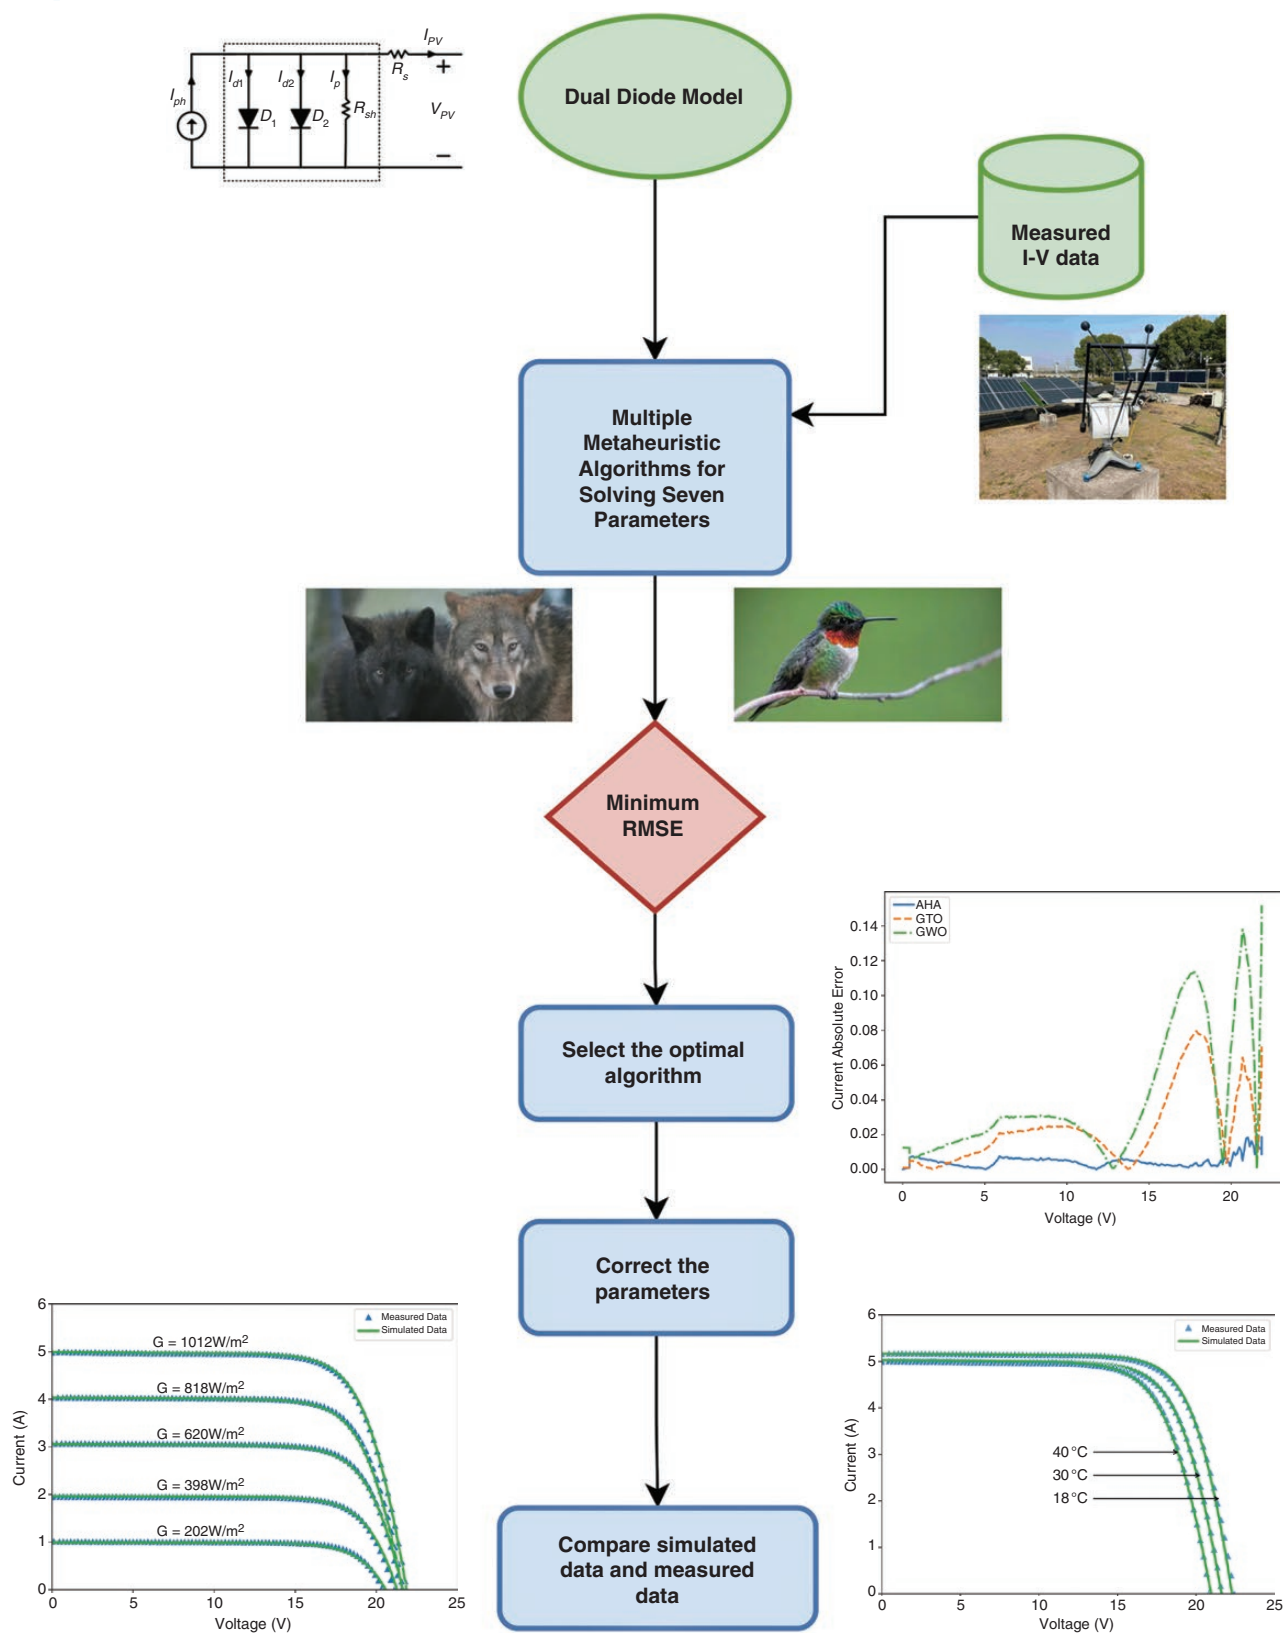 I_PV
I_ph
I_d1
I_d2
I_p
R_s
+
D_1
D_2
R_sh
V_PV
−
Dual Diode Model
Measured
I-V data
Multiple
Metaheuristic
Algorithms for
Solving Seven
Parameters
Minimum
RMSE
AHA
GTO
GWO
0.14
0.12
0.10
0.08
0.06
0.04
0.02
0.00
Current Absolute Error
0 5 10 15 20
Voltage (V)
Select the optimal
algorithm
Correct the
parameters
Measured Data
Simulated Data
6
5
4
3
2
1
0
Current (A)
G = 1012W/m²
G = 818W/m²
G = 620W/m²
G = 398W/m²
G = 202W/m²
0 5 10 15 20 25
Voltage (V)
Compare simulated
data and measured
data
Measured Data
Simulated Data
6
5
4
3
2
1
0
Current (A)
40 °C
30 °C
18 °C
0 5 10 15 20 25
Voltage (V)